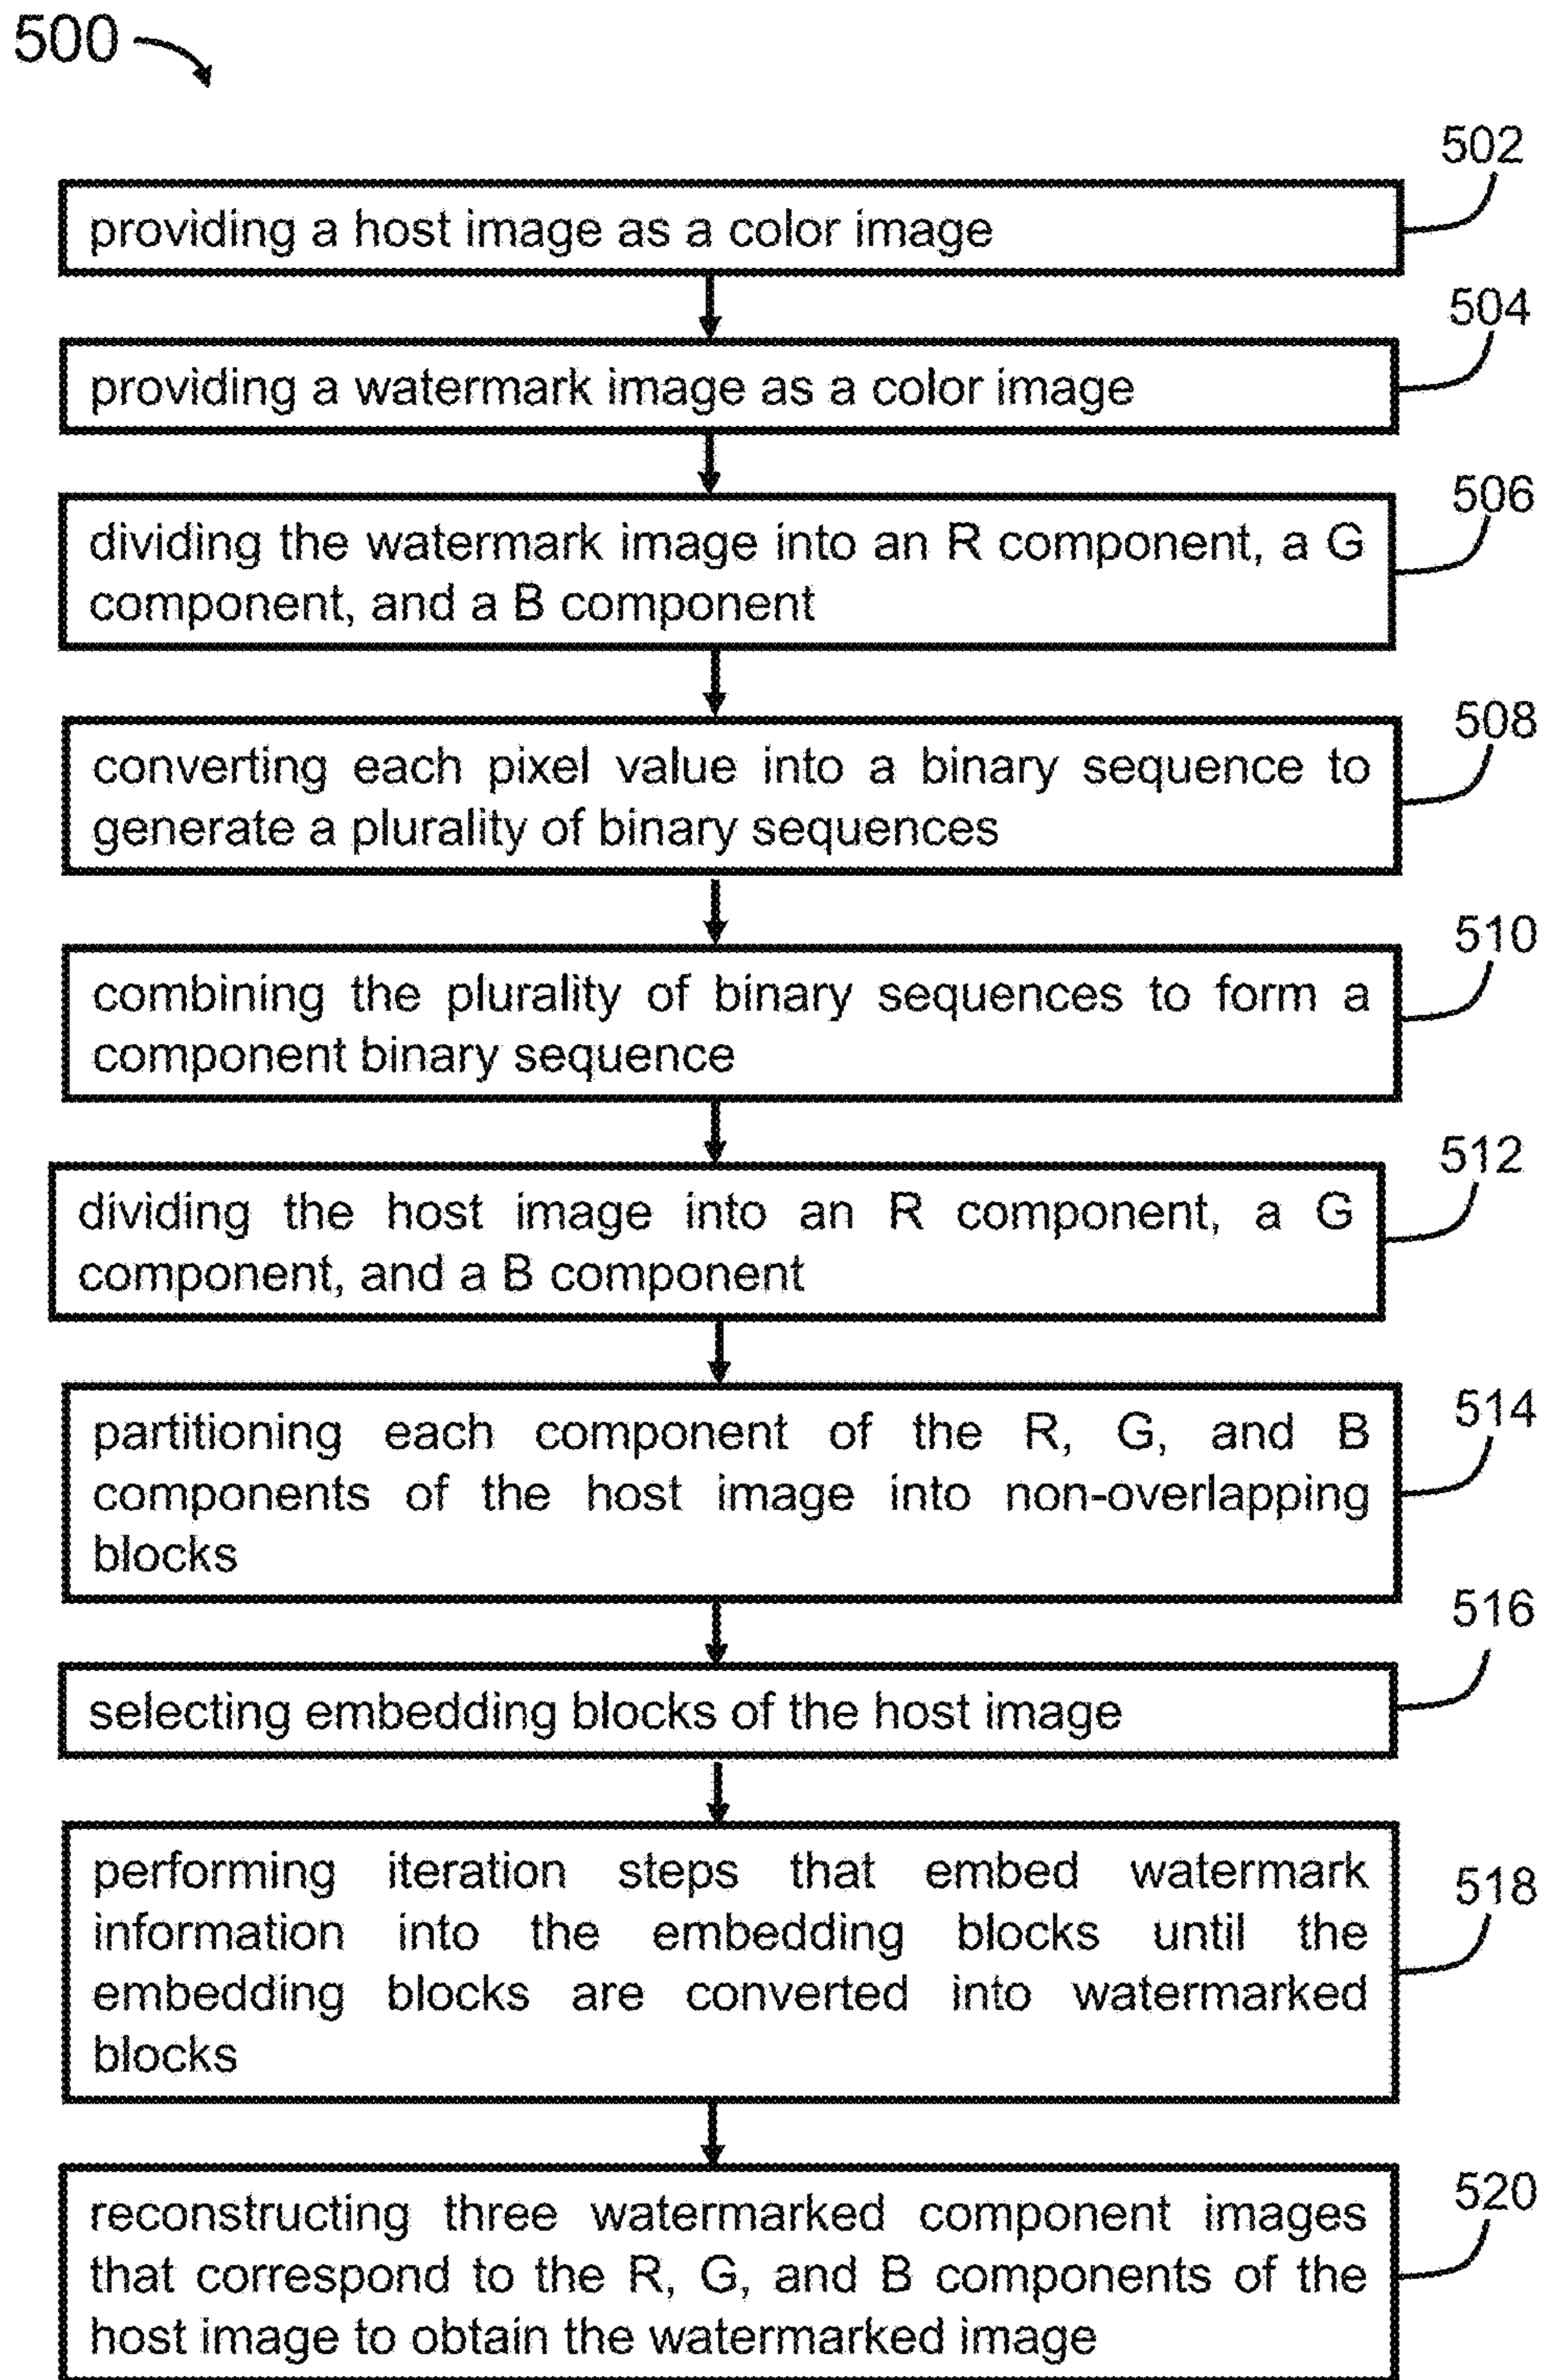 500
502
providing a host image as a color image
504
providing a watermark image as a color image
506
dividing the watermark image into an R component, a G
component, and a B component
508
converting each pixel value into a binary sequence to
generate a plurality of binary sequences
510
combining the plurality of binary sequences to form a
component binary sequence
512
dividing the host image into an R component, a G
component, and a B component
514
partitioning each component of the R, G, and B
components of the host image into non-overlapping
blocks
516
selecting embedding blocks of the host image
518
performing iteration steps that embed watermark
information into the embedding blocks until the
embedding blocks are converted into watermarked
blocks
520
reconstructing three watermarked component images
that correspond to the R, G, and B components of the
host image to obtain the watermarked image